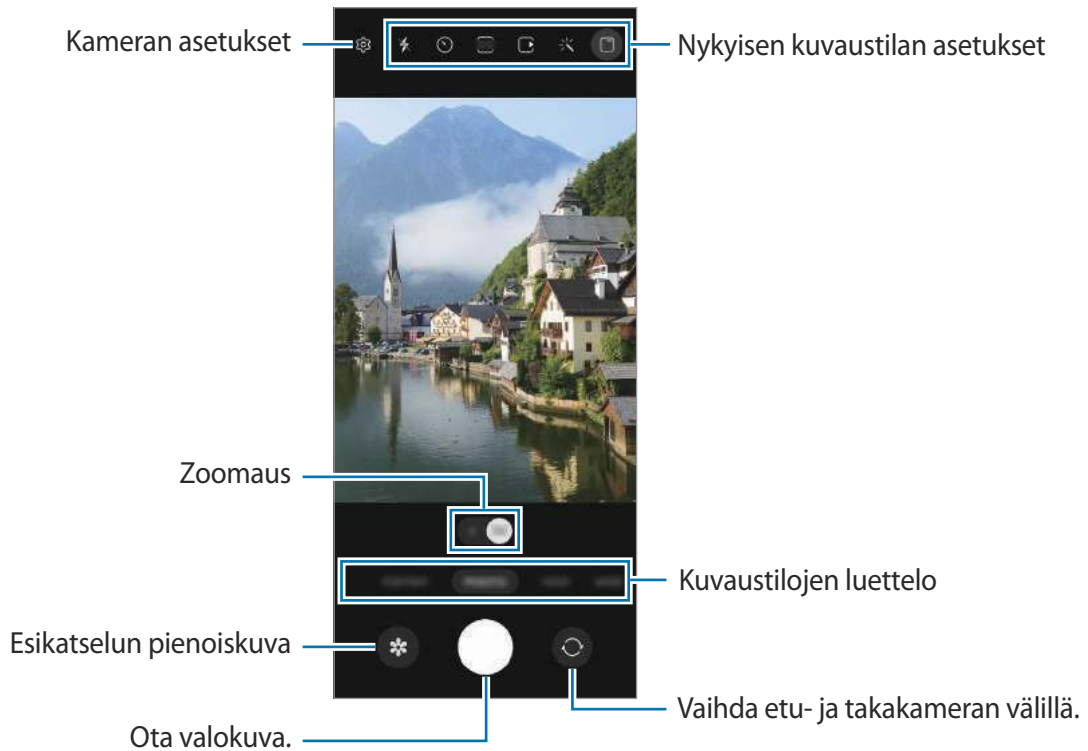 Kameran asetukset
Nykyisen kuvaustilan asetukset
Zoomaus
Kuvaustilojen luettelo
Esikatselun pienoiskuva
Vaihda etu- ja takakameran välillä.
Ota valokuva.